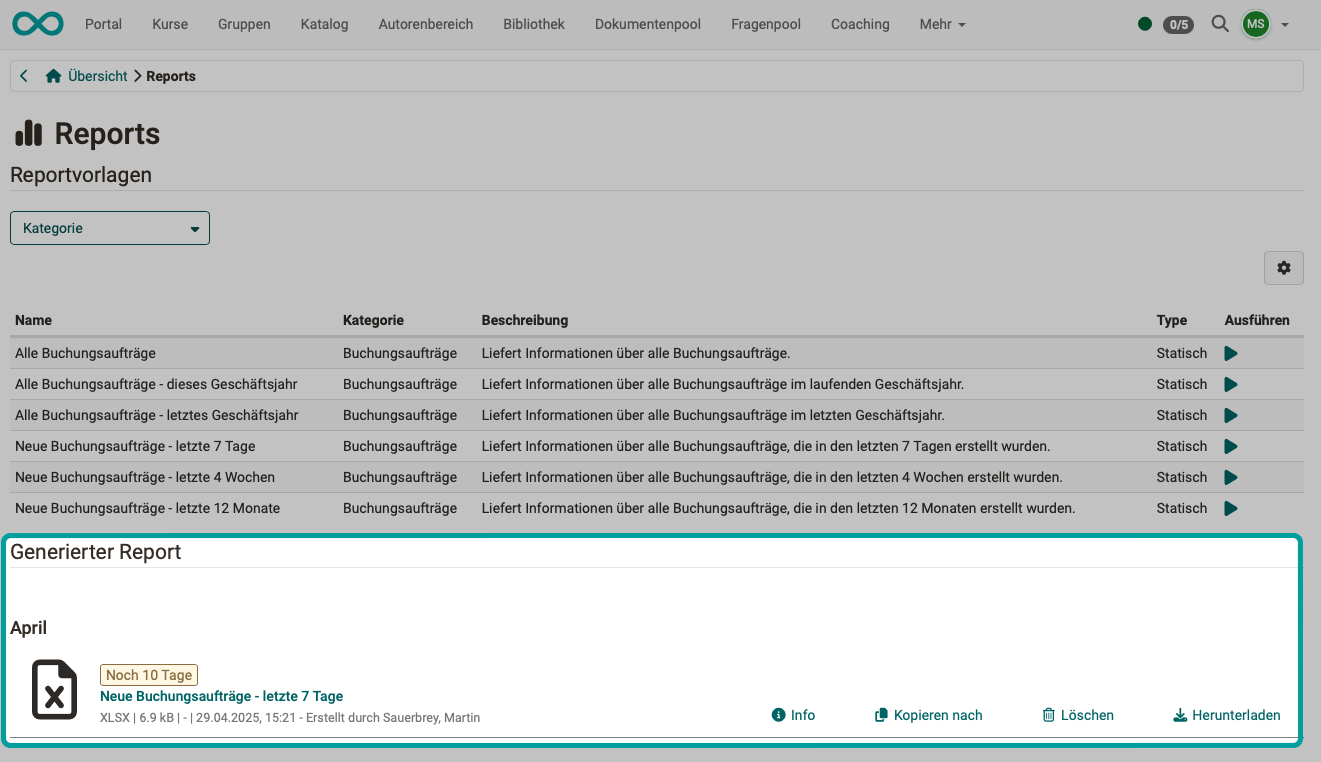 Portal Kurse Gruppen Katalog Autorenbereich Bibliothek Dokumentenpool Fragenpool Coaching Mehr 0/5 MS
Übersicht Reports
Reports
Reportvorlagen
Kategorie
Name Kategorie Beschreibung Type Ausführen
Alle Buchungsaufträge Buchungsaufträge Liefert Informationen über alle Buchungsaufträge. Statisch
Alle Buchungsaufträge - dieses Geschäftsjahr Buchungsaufträge Liefert Informationen über alle Buchungsaufträge im laufenden Geschäftsjahr. Statisch
Alle Buchungsaufträge - letztes Geschäftsjahr Buchungsaufträge Liefert Informationen über alle Buchungsaufträge im letzten Geschäftsjahr. Statisch
Neue Buchungsaufträge - letzte 7 Tage Buchungsaufträge Liefert Informationen über alle Buchungsaufträge, die in den letzten 7 Tagen erstellt wurden. Statisch
Neue Buchungsaufträge - letzte 4 Wochen Buchungsaufträge Liefert Informationen über alle Buchungsaufträge, die in den letzten 4 Wochen erstellt wurden. Statisch
Neue Buchungsaufträge - letzte 12 Monate Buchungsaufträge Liefert Informationen über alle Buchungsaufträge, die in den letzten 12 Monaten erstellt wurden. Statisch
Generierter Report
April
Noch 10 Tage
Neue Buchungsaufträge - letzte 7 Tage
XLSX | 6.9 kB | - | 29.04.2025, 15:21 - Erstellt durch Sauerbrey, Martin
Info Kopieren nach Löschen Herunterladen